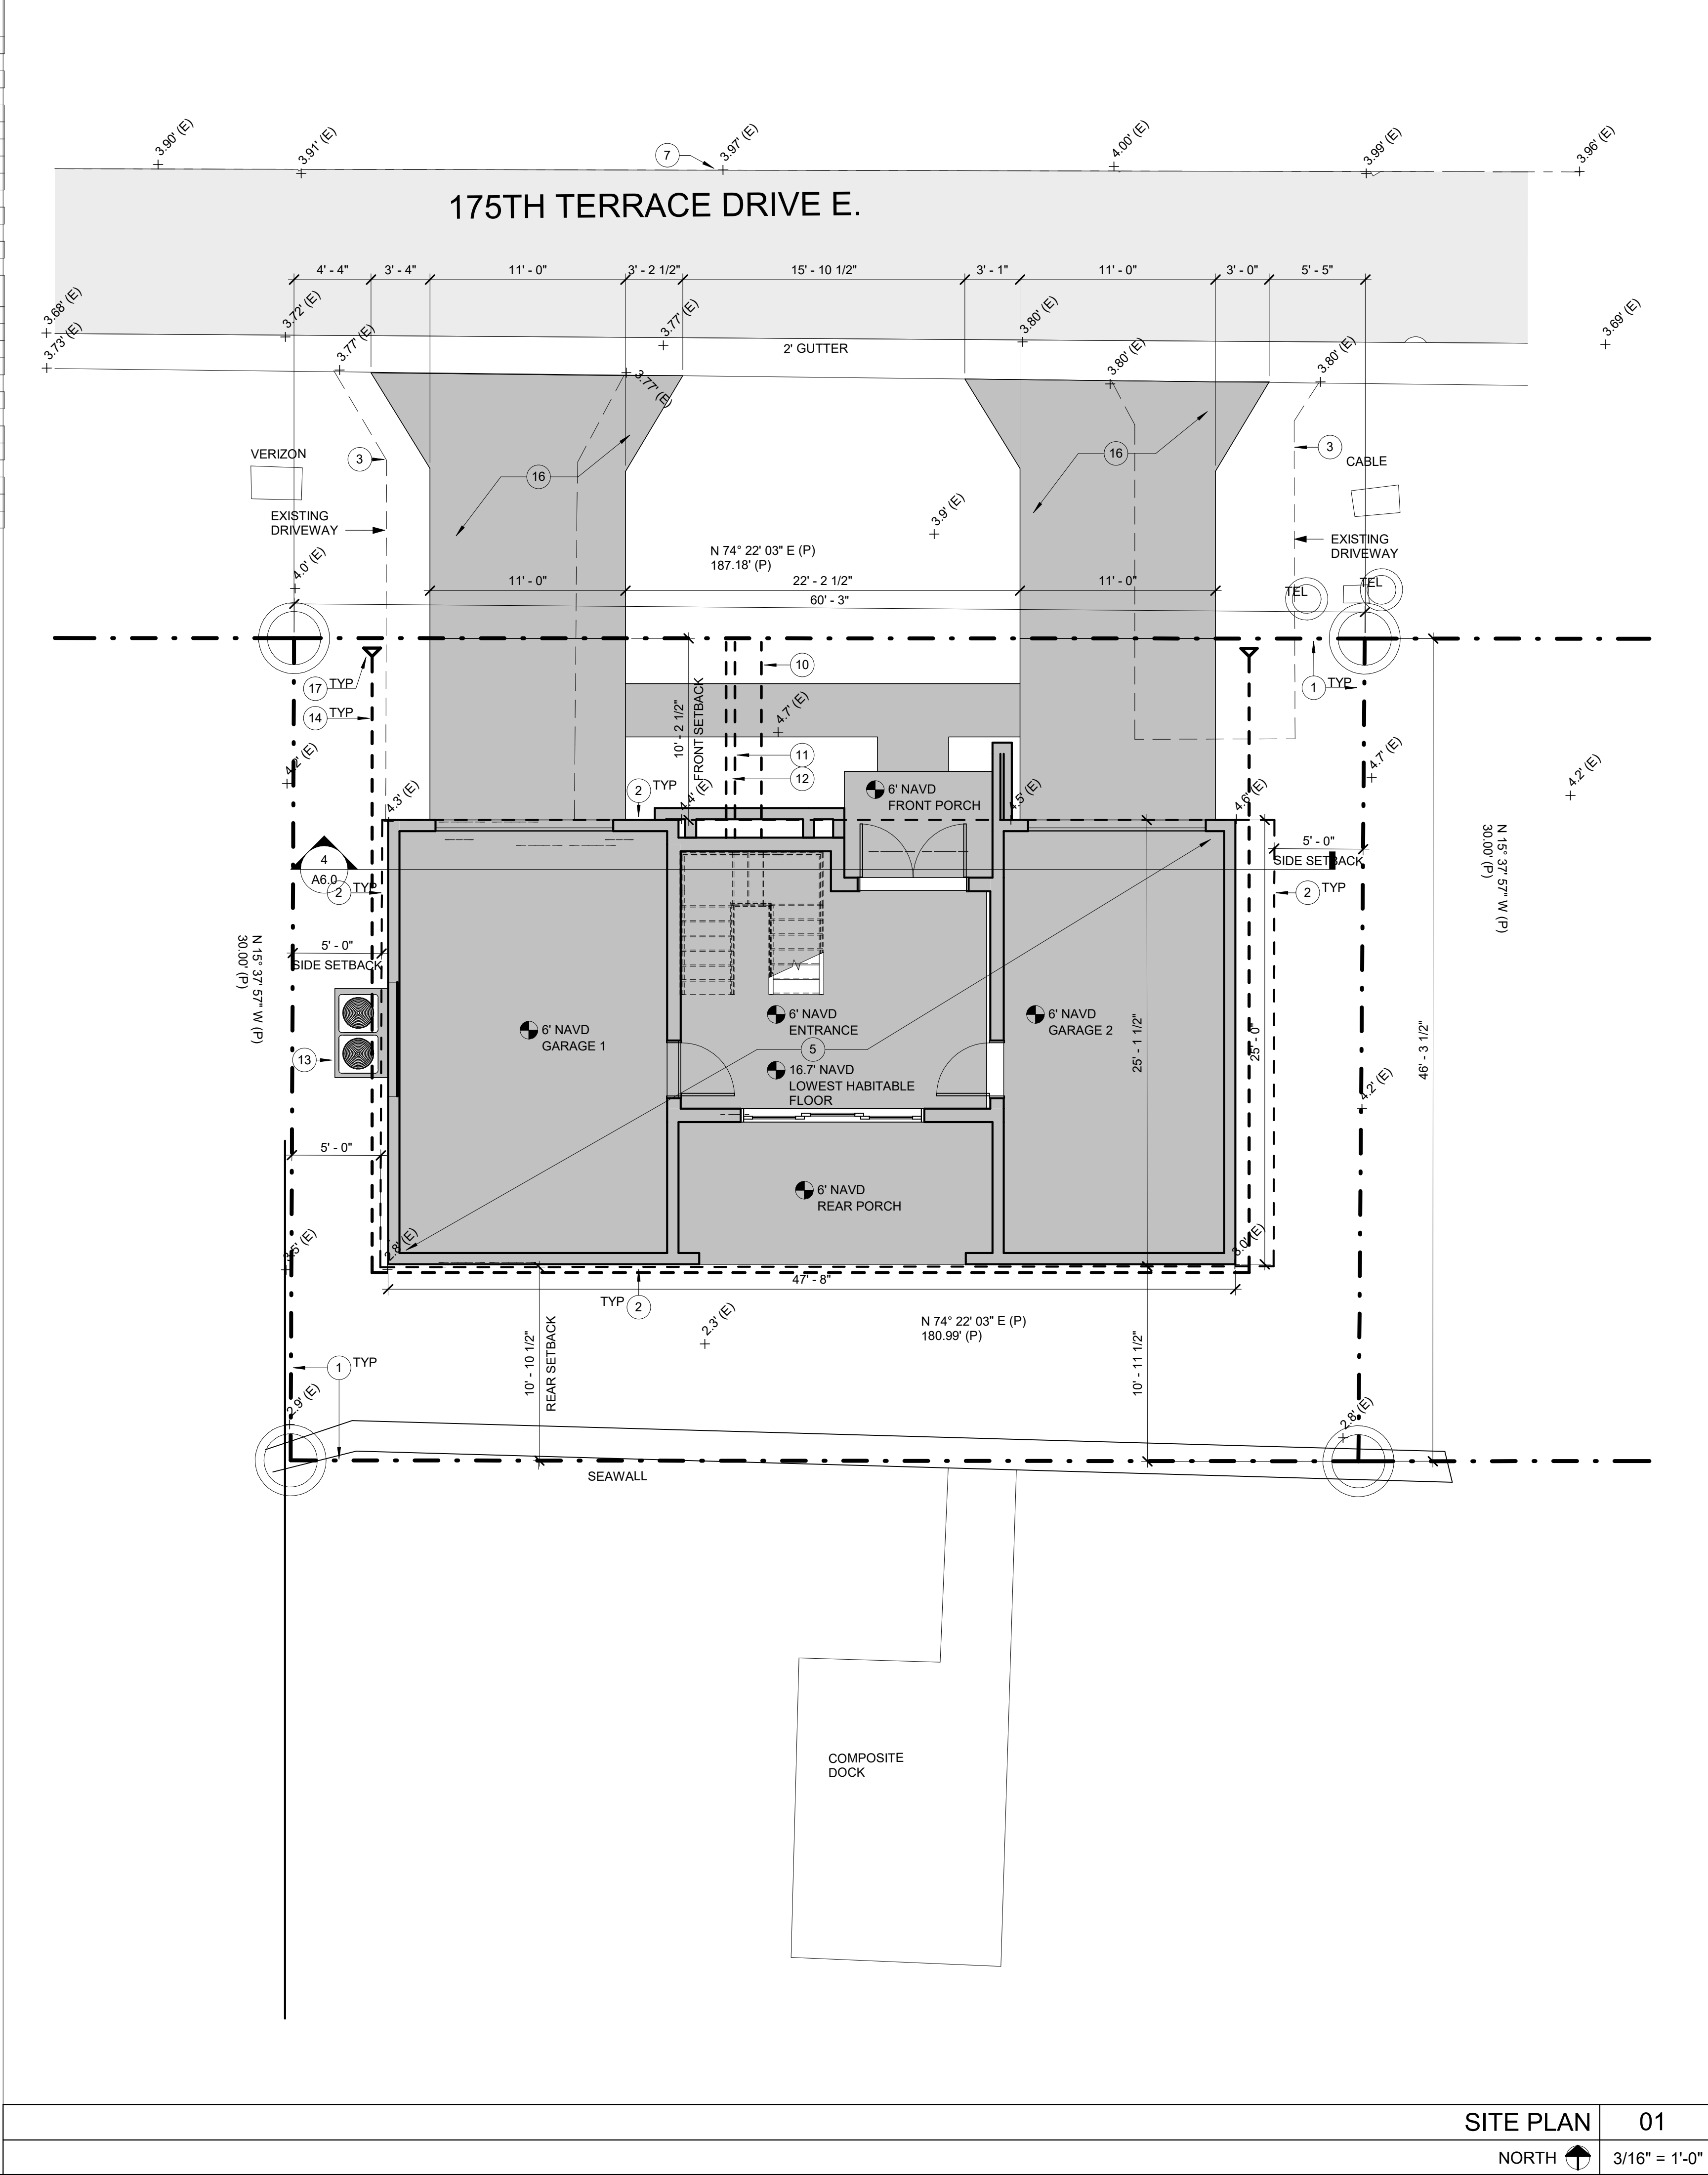 3.90' (E)
3.91' (E)
7
3.97' (E)
4.00' (E)
3.99' (E)
3.96' (E)
175TH TERRACE DRIVE E.
4' - 4"
3' - 4"
11' - 0"
3' - 2 1/2"
15' - 10 1/2"
3' - 1"
11' - 0"
3' - 0"
5' - 5"
3.68' (E)
3.73' (E)
3.72' (E)
3.77' (E)
3.77' (E)
3.80' (E)
3.69' (E)
2' GUTTER
3.77' (E)
3.80' (E)
3.80' (E)
VERIZON
3
16
16
3
CABLE
EXISTING
DRIVEWAY
3.9' (E)
EXISTING
DRIVEWAY
4.0' (E)
N 74° 22' 03" E (P)
187.18' (P)
11' - 0"
22' - 2 1/2"
11' - 0"
60' - 3"
TEL
TEL
17
TYP
14
TYP
10
10' - 2 1/2"
FRONT SETBACK
4.7' (E)
1
TYP
11
12
4.2' (E)
4.7' (E)
4.2' (E)
4.3' (E)
2
TYP
4.4' (E)
6' NAVD
FRONT PORCH
4.5' (E)
4.6' (E)
4
A6.0
2
TYP
5' - 0"
SIDE SETBACK
2
TYP
N 15° 37' 57" W (P)
30.00' (P)
5' - 0"
SIDE SETBACK
N 15° 37' 57" W (P)
30.00' (P)
13
6' NAVD
GARAGE 1
6' NAVD
ENTRANCE
5
6' NAVD
GARAGE 2
16.7' NAVD
LOWEST HABITABLE
FLOOR
25' - 1 1/2"
25' - 0"
46' - 3 1/2"
4.2' (E)
5' - 0"
6' NAVD
REAR PORCH
3.5' (E)
2.8' (E)
3.0' (E)
47' - 8"
TYP
2
2.3' (E)
N 74° 22' 03" E (P)
180.99' (P)
10' - 10 1/2"
REAR SETBACK
10' - 11 1/2"
1
TYP
2.9' (E)
2.8' (E)
SEAWALL
COMPOSITE
DOCK
SITE PLAN
01
NORTH
3/16" = 1'-0"